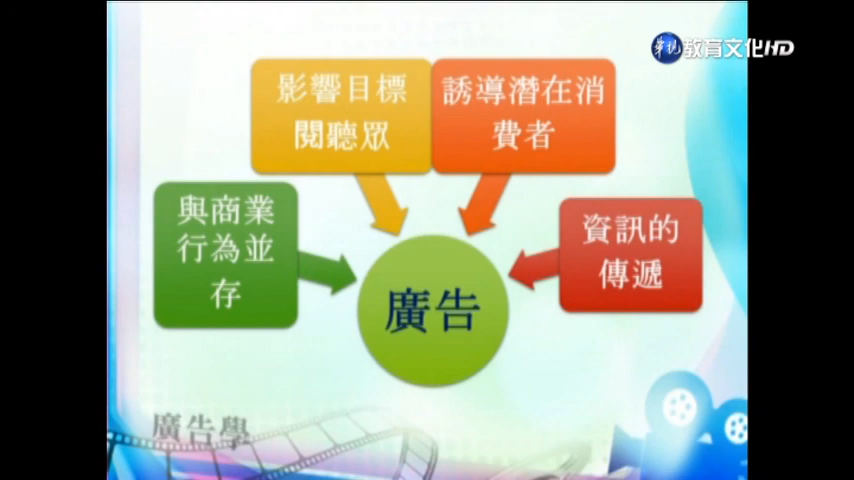 華視教育文化HD
影響目標
閱聽眾
誘導潛在消
費者
與商業
行為並
存
資訊的
傳遞
廣告
廣告學